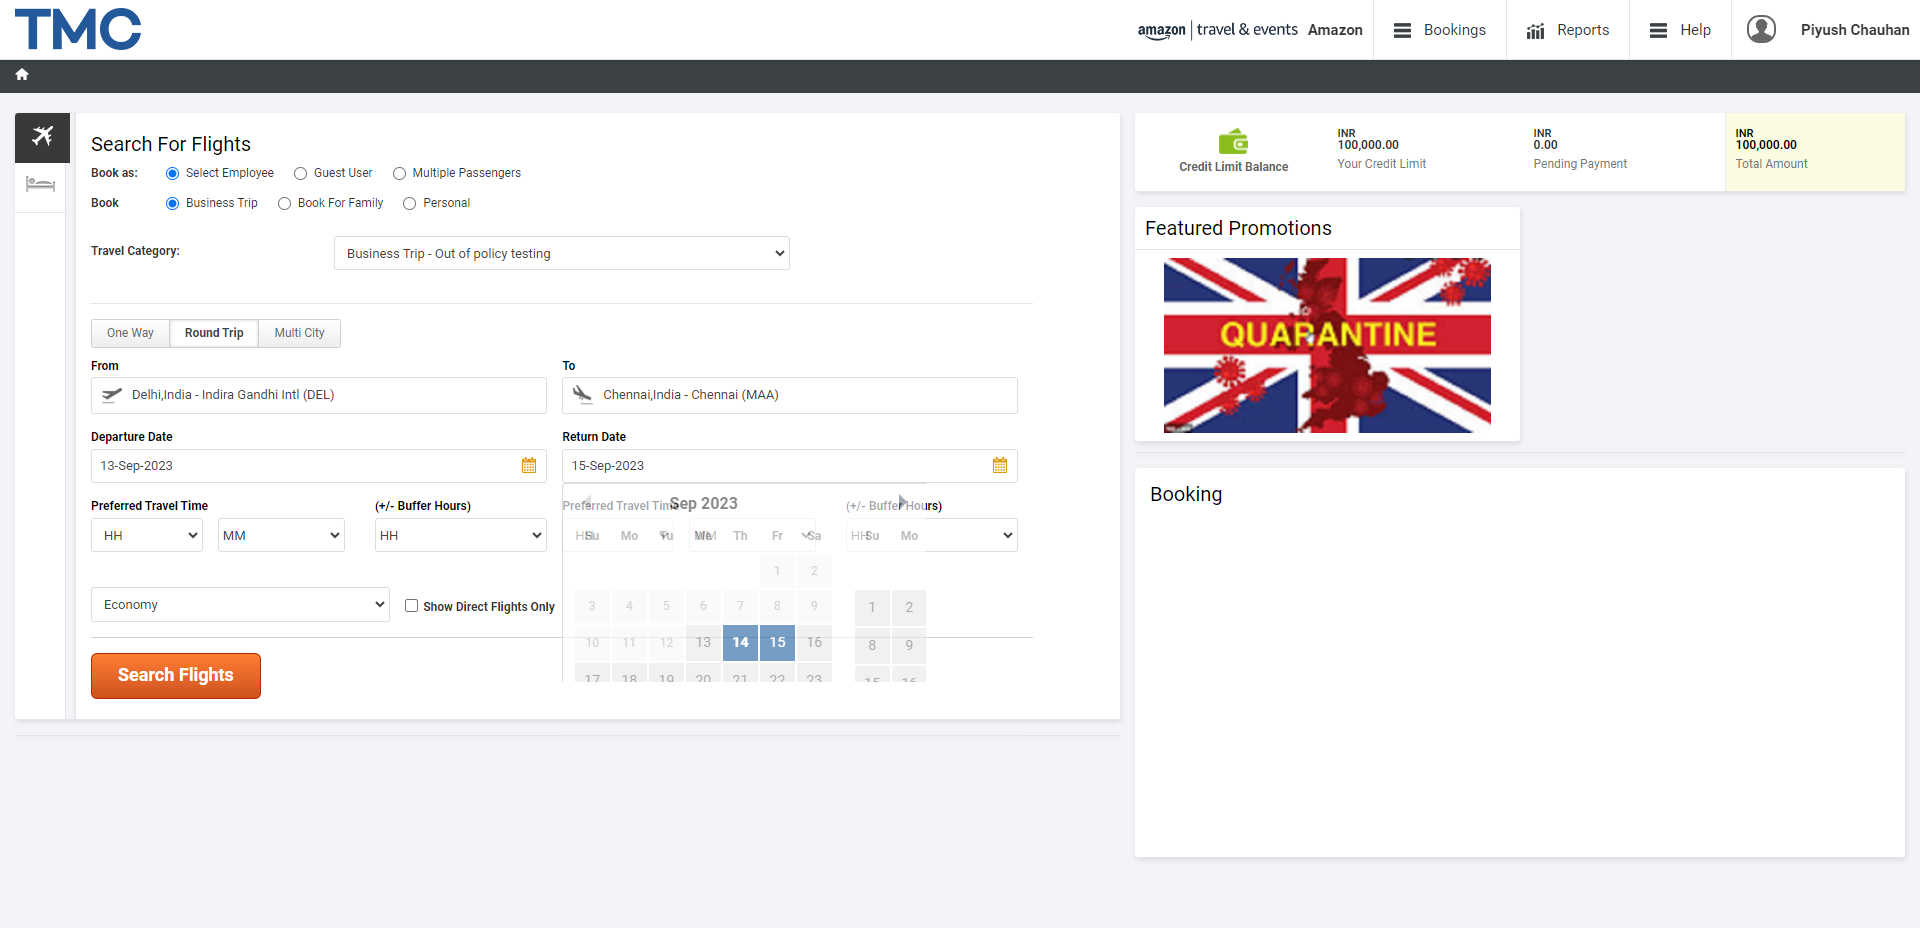 TMC
amazon travel & events Amazon
Bookings
Reports
Help
Piyush Chauhan
Search For Flights
Book as: Select Employee Guest User Multiple Passengers
Book Business Trip Book For Family Personal
Travel Category: Business Trip - Out of policy testing
One Way Round Trip Multi City
From To
Delhi,India - Indira Gandhi Intl (DEL) Chennai,India - Chennai (MAA)
Departure Date Return Date
13-Sep-2023 15-Sep-2023
Preferred Travel Time (+/- Buffer Hours) Preferred Travel Time (+/- Buffer Hours)
Sep 2023
HH MM HH HH MM HH
Su Mo Tu We Th Fr Sa Su Mo
1 2
3 4 5 6 7 8 9 1 2
10 11 12 13 14 15 16 8 9
17 18 19 20 21 22 23 15 16
Economy Show Direct Flights Only
Search Flights
Credit Limit Balance
INR
100,000.00
Your Credit Limit
INR
0.00
Pending Payment
INR
100,000.00
Total Amount
Featured Promotions
QUARANTINE
Booking